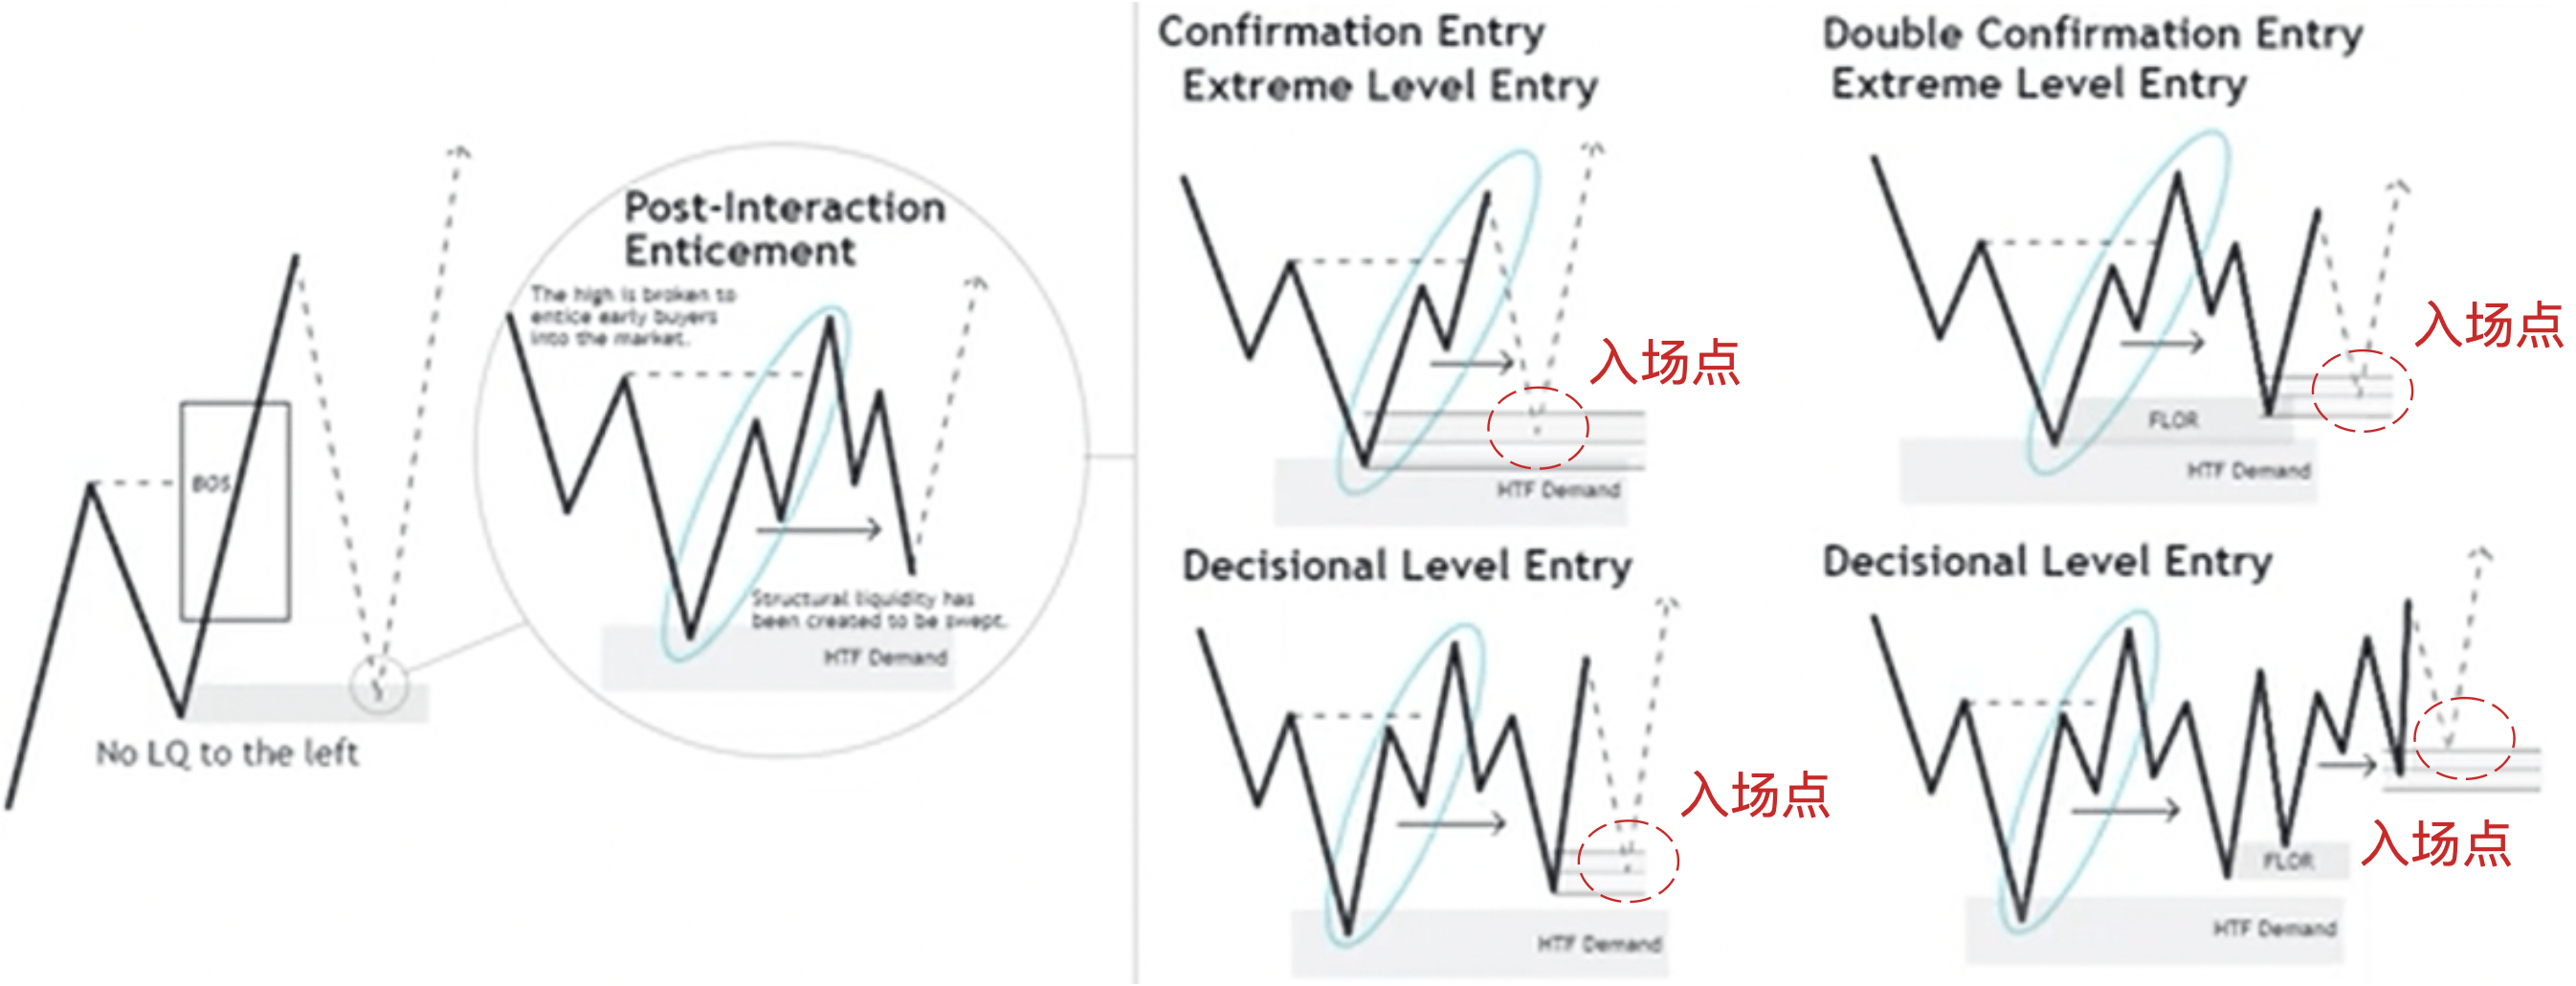 BOS
No LQ to the left
Post-Interaction
Enticement
The high is broken to
entice early buyers
into the market.
Structural liquidity has
been created to be swept.
HTF Demand
Confirmation Entry
Extreme Level Entry
入场点
HTF Demand
Double Confirmation Entry
Extreme Level Entry
入场点
FLOR
HTF Demand
Decisional Level Entry
入场点
HTF Demand
Decisional Level Entry
入场点
FLOR
HTF Demand